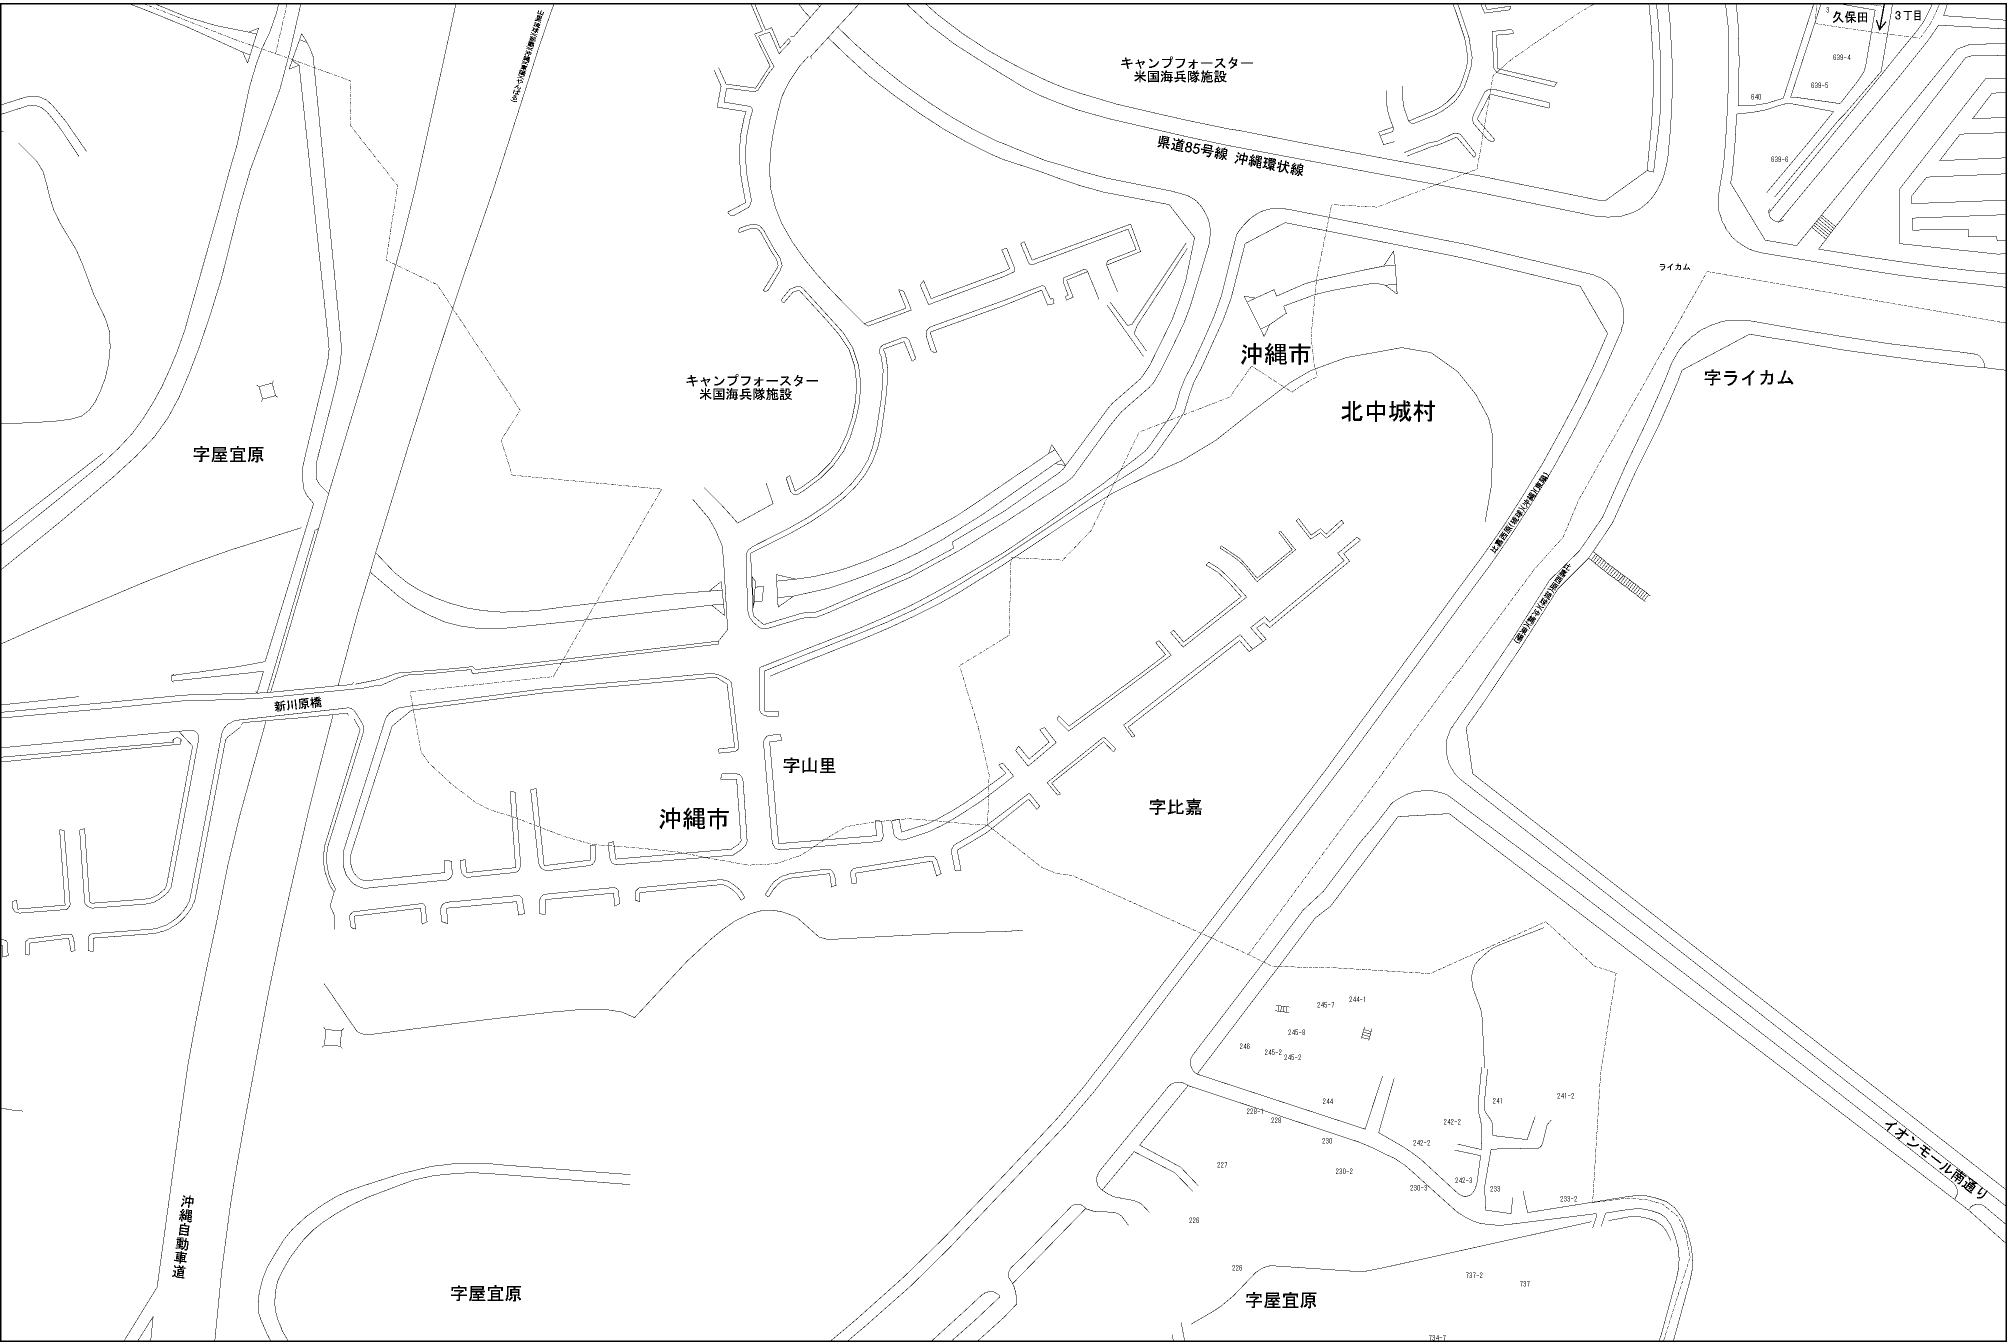 久保田
3丁目
3
639-4
639-5
640
639-6
キャンプフォースター
米国海兵隊施設
県道85号線 沖縄環状線
ライカム
沖縄市
字ライカム
キャンプフォースター
米国海兵隊施設
北中城村
字屋宜原
新川原橋
字山里
沖縄市
字比嘉
244-1
245-7
245-8
246
245-2
245-2
244
229-1
228
241
241-2
242-2
230
242-2
227
230-2
242-3
230-3
233
233-2
226
イオンモール南通り
沖縄自動車道
226
737-2
737
字屋宜原
字屋宜原
734-7